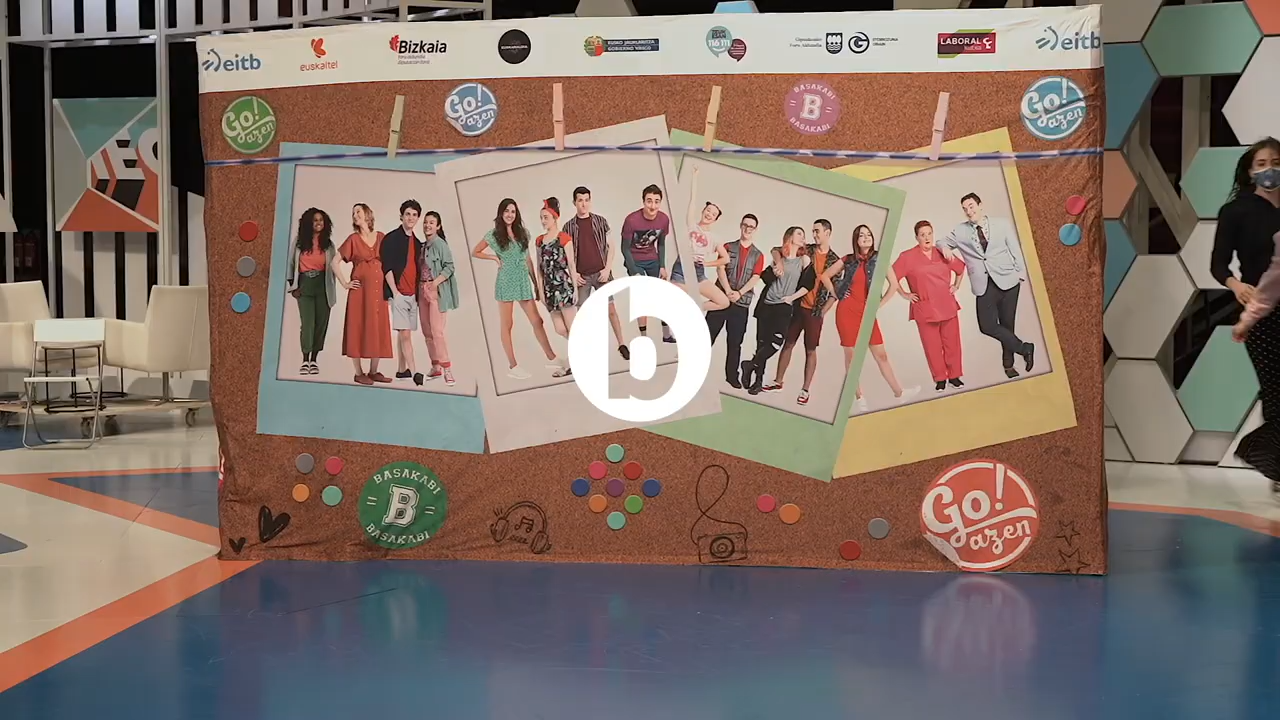 eitb
euskaltel
Bizkaia
EUSKO JAURLARITZA
GOBIERNO VASCO
LABORAL
kutxa
eitb
Go!
azen
Go!
azen
BASAKABI
B
BASAKABI
Go!
azen
b
BASAKABI
B
BASAKABI
Go!
azen